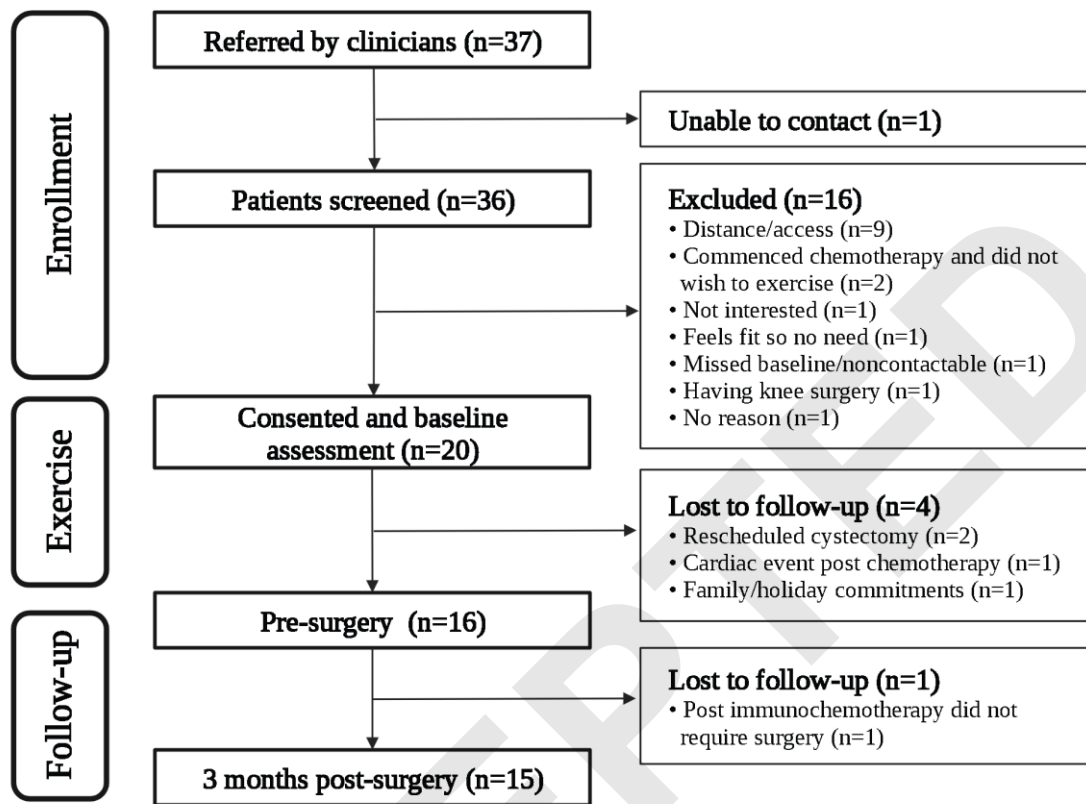 Enrollment
Referred by clinicians (n=37)
Unable to contact (n=1)
Patients screened (n=36)
Excluded (n=16)
• Distance/access (n=9)
• Commenced chemotherapy and did not
wish to exercise (n=2)
• Not interested (n=1)
• Feels fit so no need (n=1)
• Missed baseline/noncontactable (n=1)
• Having knee surgery (n=1)
• No reason (n=1)
Exercise
Consented and baseline
assessment (n=20)
Lost to follow-up (n=4)
• Rescheduled cystectomy (n=2)
• Cardiac event post chemotherapy (n=1)
• Family/holiday commitments (n=1)
Pre-surgery (n=16)
Follow-up
Lost to follow-up (n=1)
• Post immunochemotherapy did not
require surgery (n=1)
3 months post-surgery (n=15)
EPTED